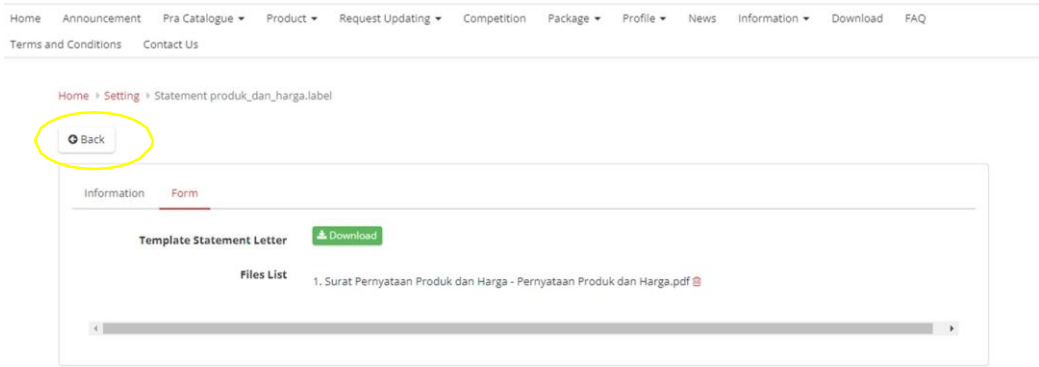 Home Announcement Pra Catalogue Product Request Updating Competition Package Profile News Information Download FAQ
Terms and Conditions Contact Us
Home Setting Statement produk_dan_harga.label
Back
Information Form
Template Statement Letter Download
Files List 1. Surat Pernyataan Produk dan Harga - Pernyataan Produk dan Harga.pdf